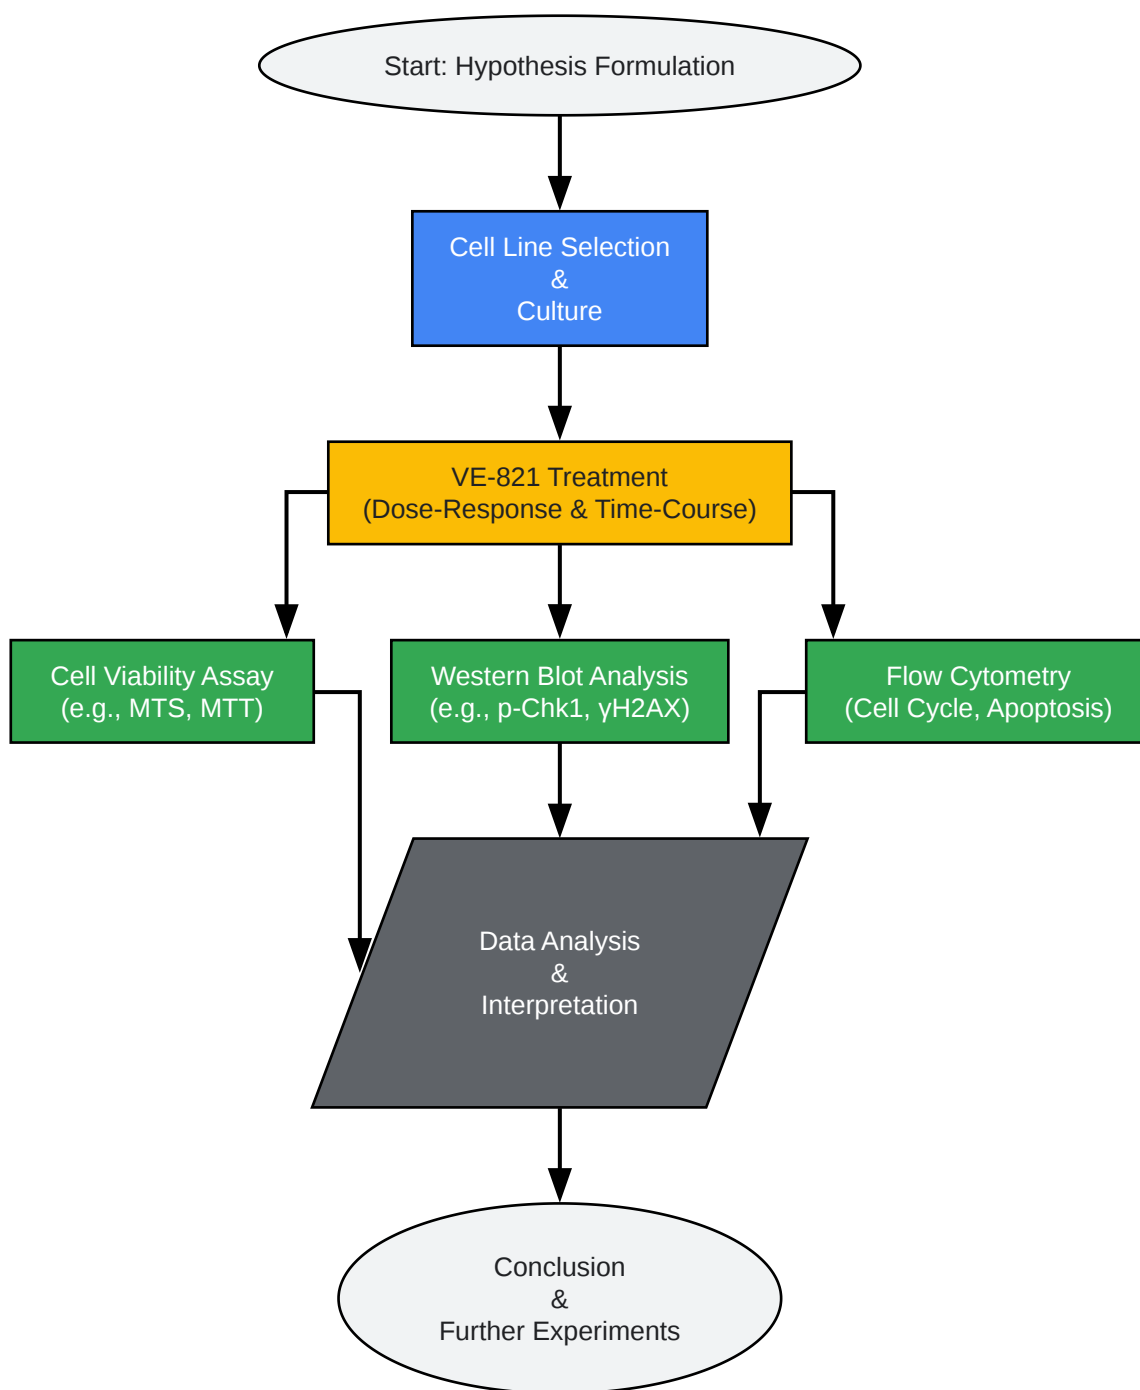 Start: Hypothesis Formulation
Cell Line Selection
&
Culture
VE-821 Treatment
(Dose-Response & Time-Course)
Cell Viability Assay
(e.g., MTS, MTT)
Western Blot Analysis
(e.g., p-Chk1, γH2AX)
Flow Cytometry
(Cell Cycle, Apoptosis)
Data Analysis
&
Interpretation
Conclusion
&
Further Experiments